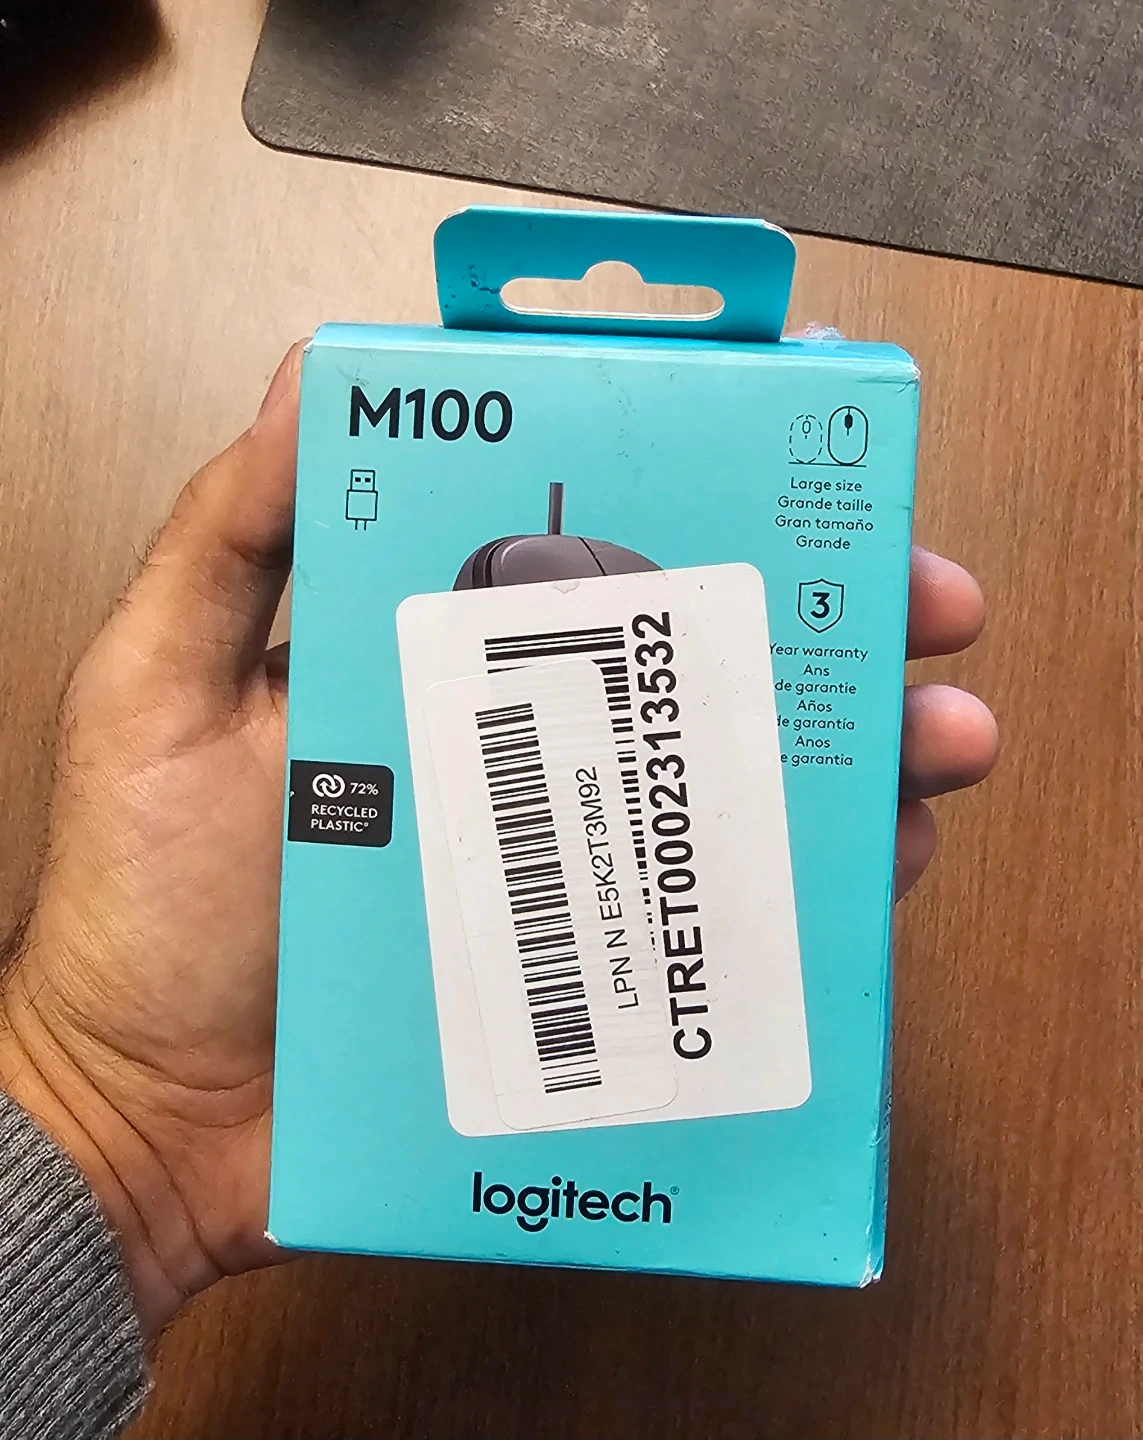 M100
Large size
Grande taille
Gran tamaño
Grande
3
Year warranty
Ans
de garantie
Años
de garantía
Anos
garantia
72%
RECYCLED
PLASTIC*
LPN N E5K2T3M92
CTRET0002313532
logitech®